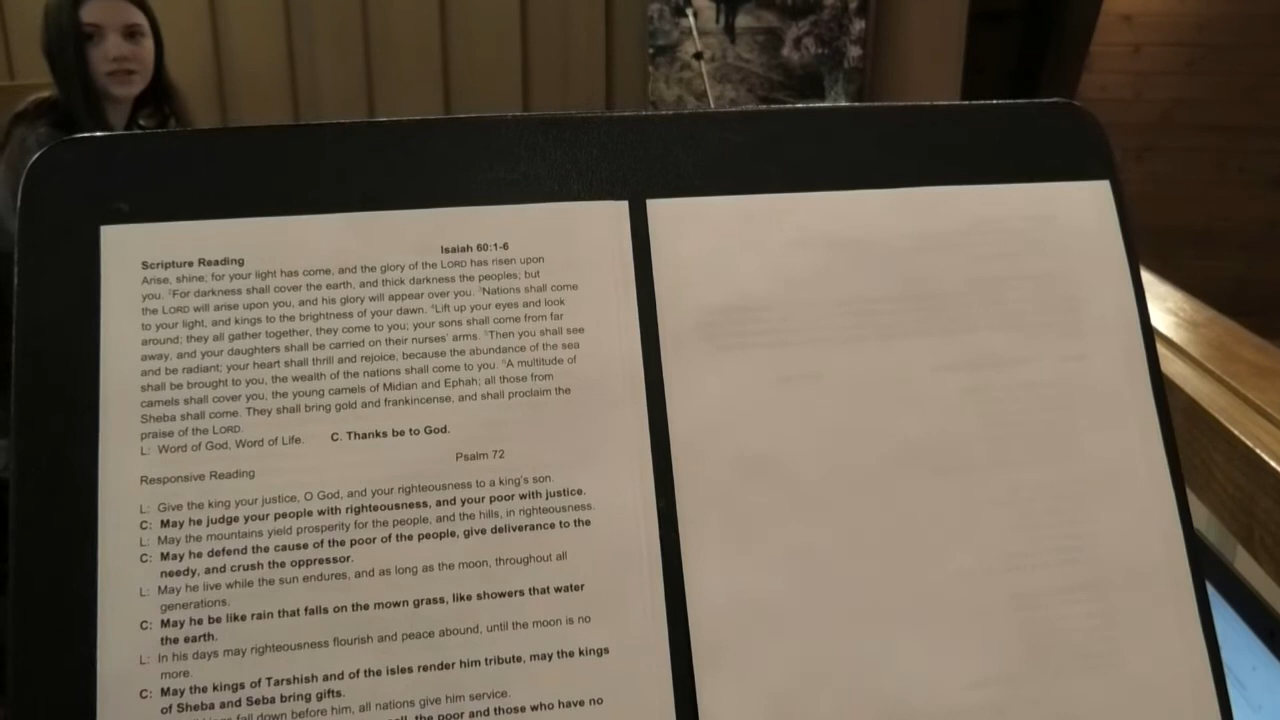 Scripture Reading Isaiah 60:1-6
Arise, shine; for your light has come, and the glory of the LORD has risen upon
you. ²For darkness shall cover the earth, and thick darkness the peoples; but
the LORD will arise upon you, and his glory will appear over you. ³Nations shall come
to your light, and kings to the brightness of your dawn. ⁴Lift up your eyes and look
around; they all gather together, they come to you; your sons shall come from far
away, and your daughters shall be carried on their nurses' arms. ⁵Then you shall see
and be radiant; your heart shall thrill and rejoice, because the abundance of the sea
shall be brought to you, the wealth of the nations shall come to you. ⁶A multitude of
camels shall cover you, the young camels of Midian and Ephah; all those from
Sheba shall come. They shall bring gold and frankincense, and shall proclaim the
praise of the LORD.
L: Word of God, Word of Life. C. Thanks be to God.
Responsive Reading Psalm 72
L: Give the king your justice, O God, and your righteousness to a king's son.
C: May he judge your people with righteousness, and your poor with justice.
L: May the mountains yield prosperity for the people, and the hills, in righteousness.
C: May he defend the cause of the poor of the people, give deliverance to the
needy, and crush the oppressor.
L: May he live while the sun endures, and as long as the moon, throughout all
generations.
C: May he be like rain that falls on the mown grass, like showers that water
the earth.
L: In his days may righteousness flourish and peace abound, until the moon is no
more.
C: May the kings of Tarshish and of the isles render him tribute, may the kings
of Sheba and Seba bring gifts.
fall down before him, all nations give him service.
the poor and those who have no